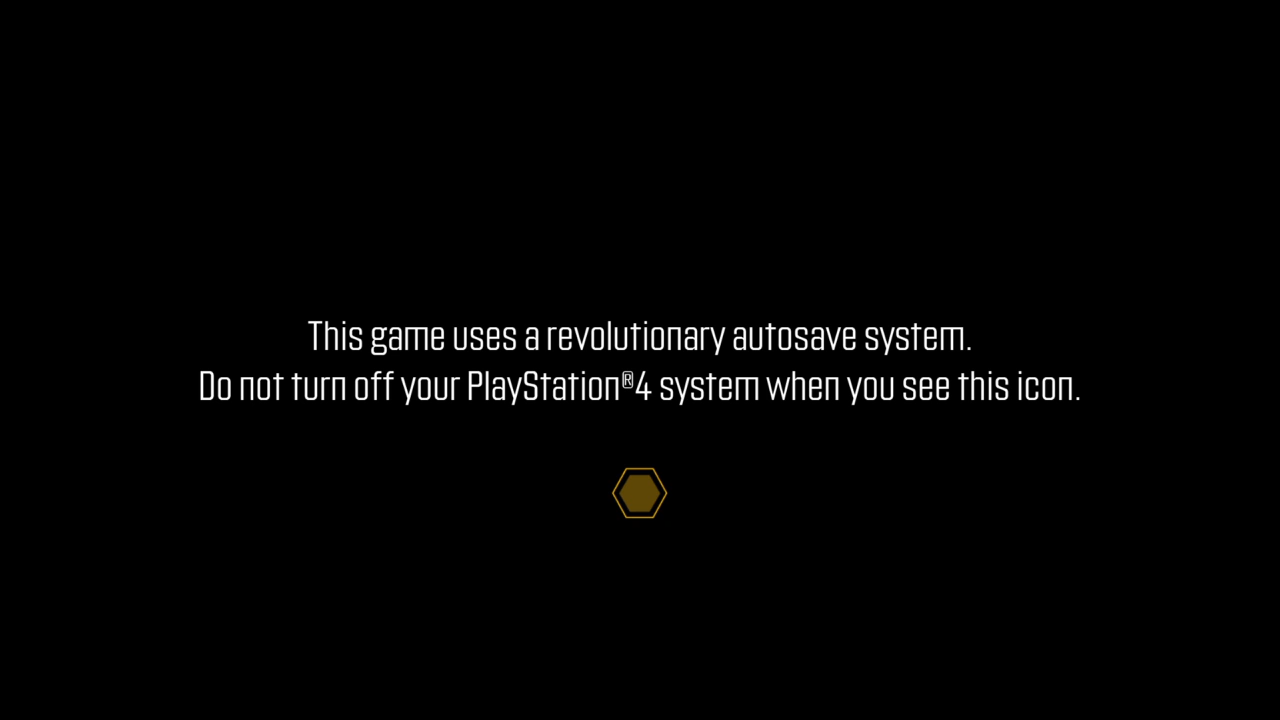 This game uses a revolutionary autosave system.
Do not turn off your PlayStation®4 system when you see this icon.